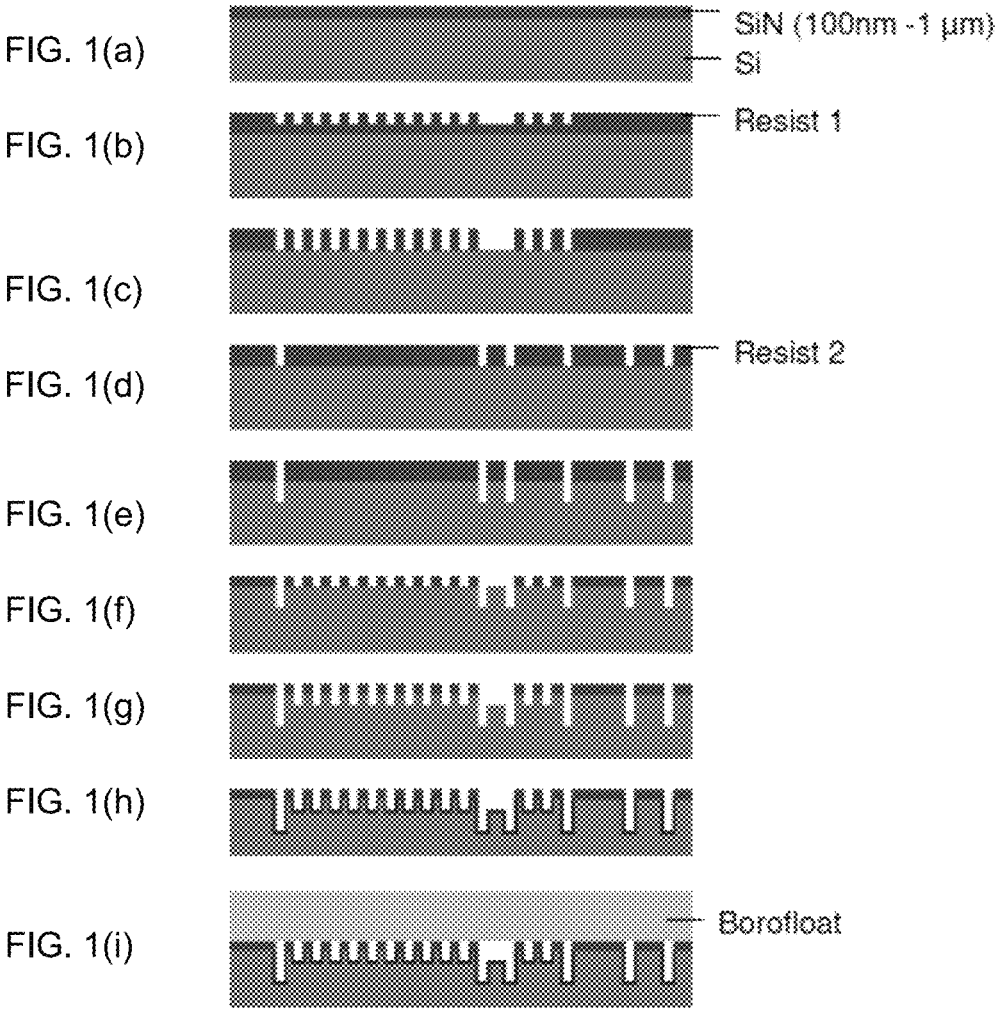 FIG. 1(a)
SiN (100nm -1 µm)
Si
FIG. 1(b)
Resist 1
FIG. 1(c)
FIG. 1(d)
Resist 2
FIG. 1(e)
FIG. 1(f)
FIG. 1(g)
FIG. 1(h)
FIG. 1(i)
Borofloat